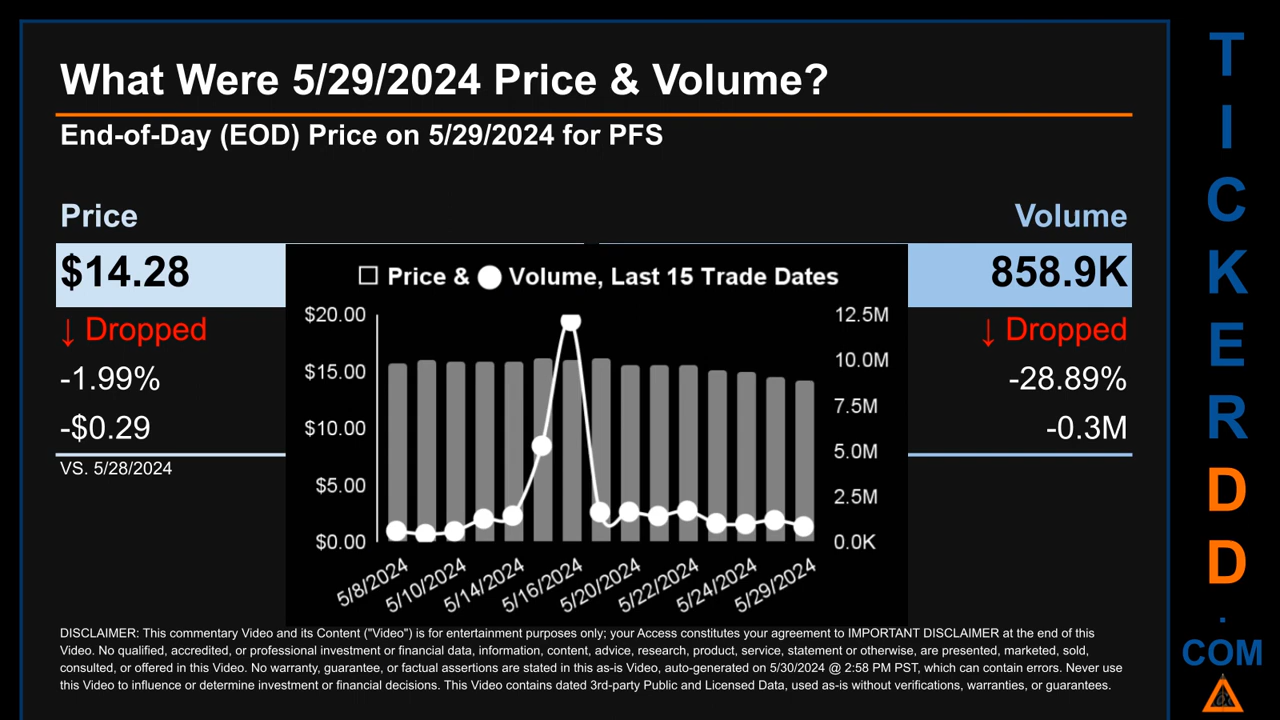 What Were 5/29/2024 Price & Volume?
End-of-Day (EOD) Price on 5/29/2024 for PFS
Price
Volume
$14.28
858.9K
↓ Dropped
↓ Dropped
-1.99%
-28.89%
-$0.29
-0.3M
VS. 5/28/2024
Price & Volume, Last 15 Trade Dates
$20.00
$15.00
$10.00
$5.00
$0.00
12.5M
10.0M
7.5M
5.0M
2.5M
0.0K
5/8/2024
5/10/2024
5/14/2024
5/16/2024
5/20/2024
5/22/2024
5/24/2024
5/29/2024
DISCLAIMER: This commentary Video and its Content ("Video") is for entertainment purposes only; your Access constitutes your agreement to IMPORTANT DISCLAIMER at the end of this
Video. No qualified, accredited, or professional investment or financial data, information, content, advice, research, product, service, statement or otherwise, are presented, marketed, sold,
consulted, or offered in this Video. No warranty, guarantee, or factual assertions are stated in this as-is Video, auto-generated on 5/30/2024 @ 2:58 PM PST, which can contain errors. Never use
this Video to influence or determine investment or financial decisions. This Video contains dated 3rd-party Public and Licensed Data, used as-is without verifications, warranties, or guarantees.
T
I
C
K
E
R
D
D
.
COM